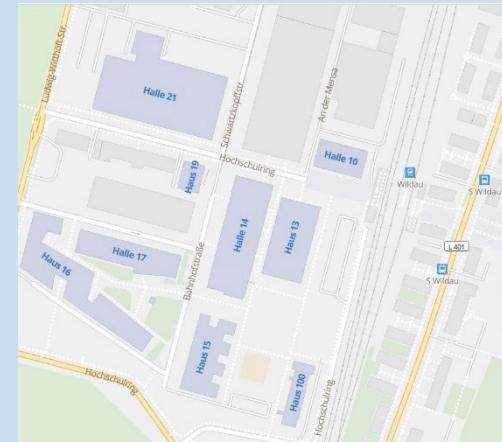 Ludwig-Witthöft-Str.
Halle 21
Schwartzkopffstr.
An der Mensa
Hochschulring
Halle 10
Haus 19
Wildau
S Wildau
Halle 14
Haus 13
L 401
Halle 17
Bahnhofstraße
Haus 16
S Wildau
Haus 15
Hochschulring
Haus 100
Hochschulring